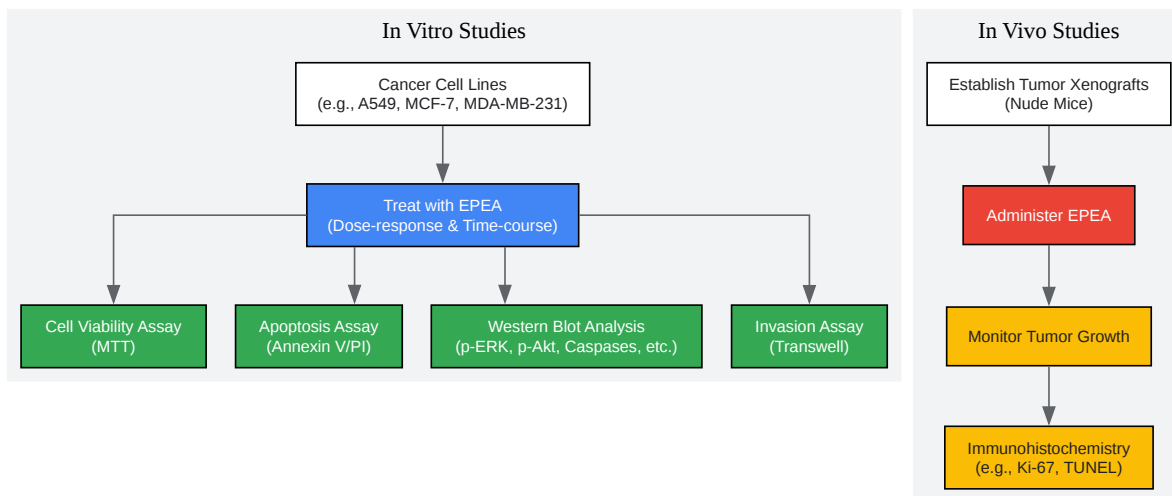 In Vitro Studies
Cancer Cell Lines
(e.g., A549, MCF-7, MDA-MB-231)
Treat with EPEA
(Dose-response & Time-course)
Cell Viability Assay
(MTT)
Apoptosis Assay
(Annexin V/PI)
Western Blot Analysis
(p-ERK, p-Akt, Caspases, etc.)
Invasion Assay
(Transwell)
In Vivo Studies
Establish Tumor Xenografts
(Nude Mice)
Administer EPEA
Monitor Tumor Growth
Immunohistochemistry
(e.g., Ki-67, TUNEL)